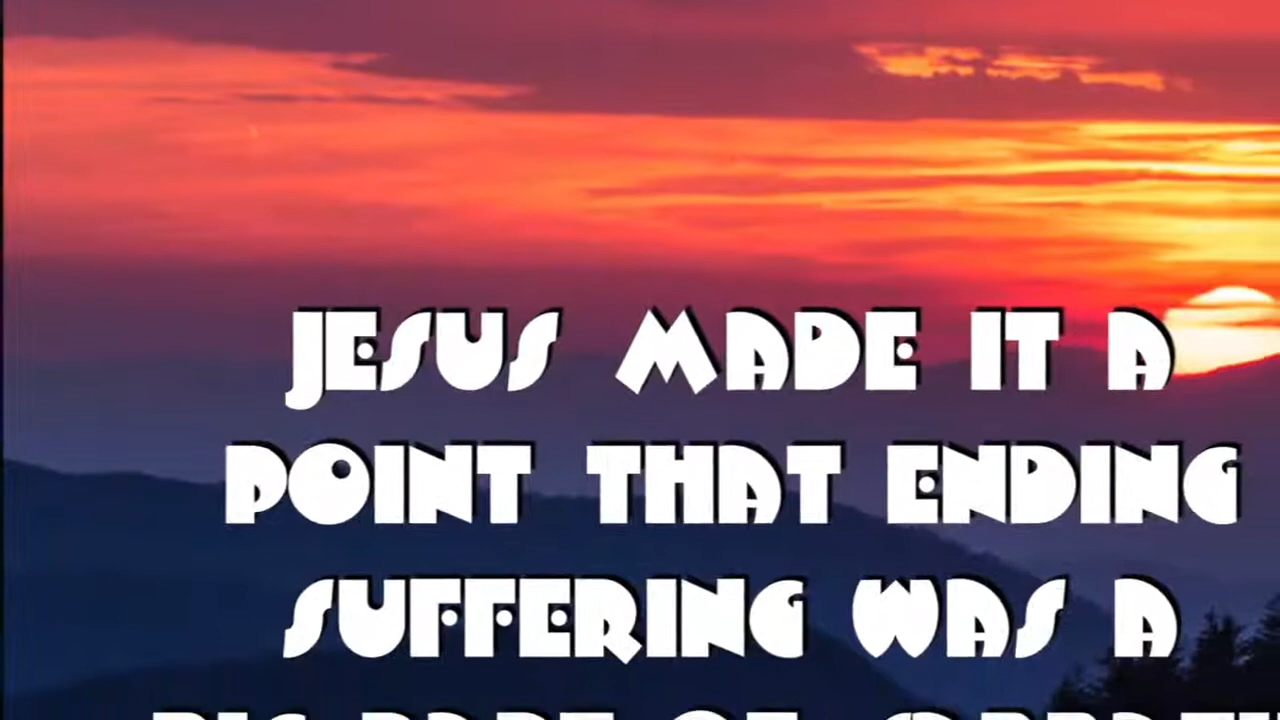 JESUS MADE IT A
POINT THAT ENDING
SUFFERING WAS A